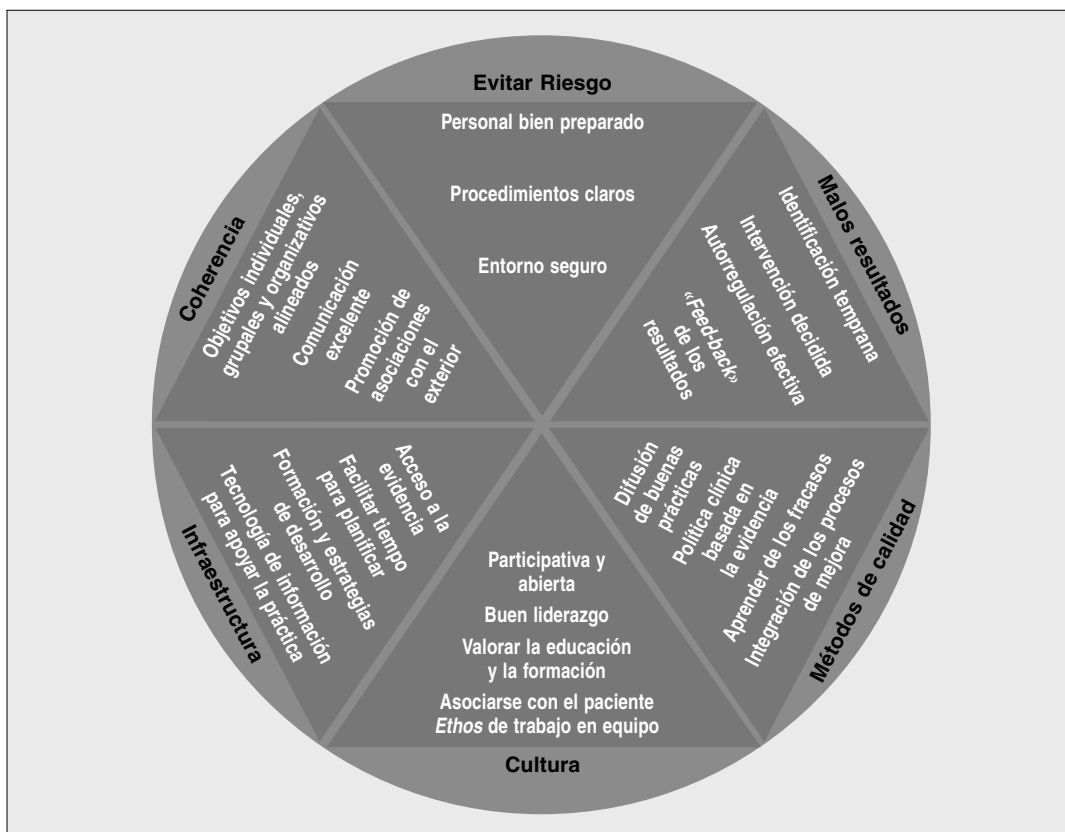 Evitar Riesgo
Personal bien preparado
Procedimientos claros
Entorno seguro
Malos resultados
Identificación temprana
Intervención decidida
Autorregulación efectiva
«Feed-back»
de los
resultados
Métodos de calidad
Difusión
de buenas
prácticas
Política clínica
basada en
la evidencia
Aprender de los fracasos
Integración de los procesos
de mejora
Cultura
Participativa y
abierta
Buen liderazgo
Valorar la educación
y la formación
Asociarse con el paciente
Ethos de trabajo en equipo
Infraestructura
Acceso a la
evidencia
Facilitar tiempo
para planificar
Formación y estrategias
de desarrollo
Tecnología de información
para apoyar la práctica
Coherencia
Objetivos individuales,
grupales y organizativos
alineados
Comunicación
excelente
Promoción de
asociaciones
con el
exterior